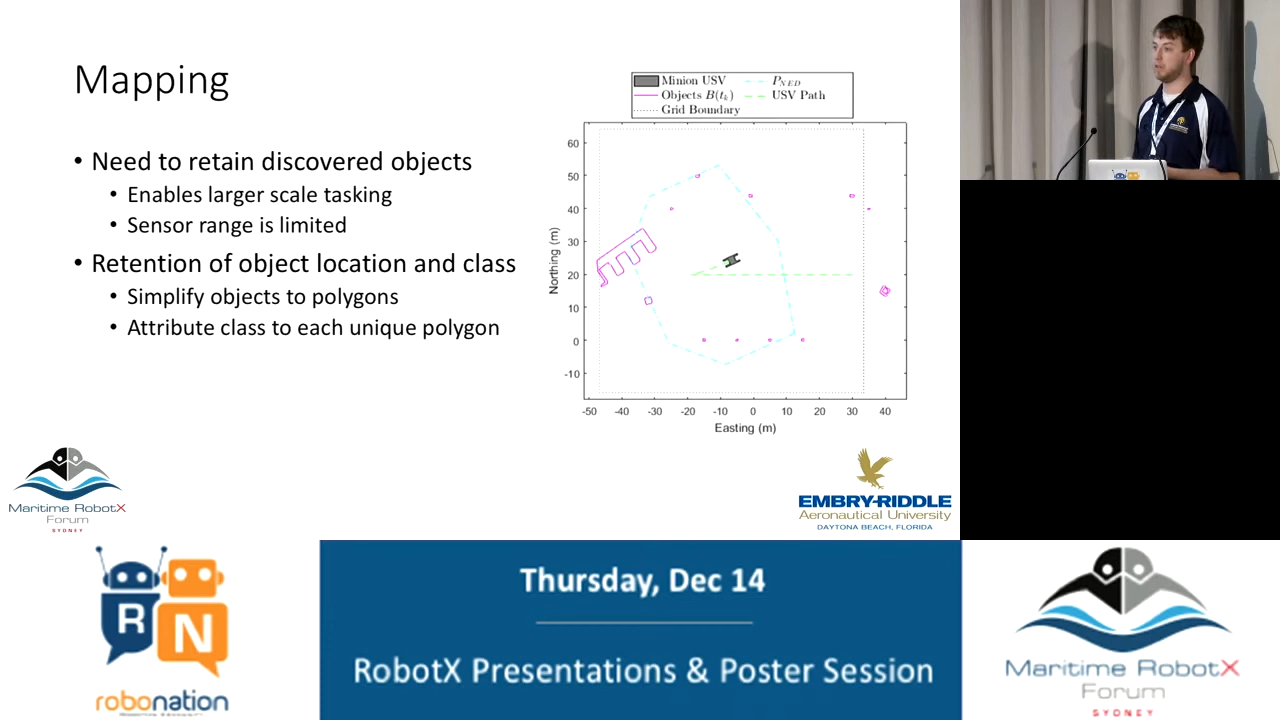 Mapping
• Need to retain discovered objects
• Enables larger scale tasking
• Sensor range is limited
• Retention of object location and class
• Simplify objects to polygons
• Attribute class to each unique polygon
Minion USV
P_NED
Objects B(t_k)
USV Path
Grid Boundary
Northing (m)
60
50
40
30
20
10
0
-10
-50 -40 -30 -20 -10 0 10 20 30 40
Easting (m)
Maritime RobotX
Forum
SYDNEY
EMBRY-RIDDLE
Aeronautical University
DAYTONA BEACH, FLORIDA
R N
robonation
Thursday, Dec 14
RobotX Presentations & Poster Session
Maritime RobotX
Forum
SYDNEY